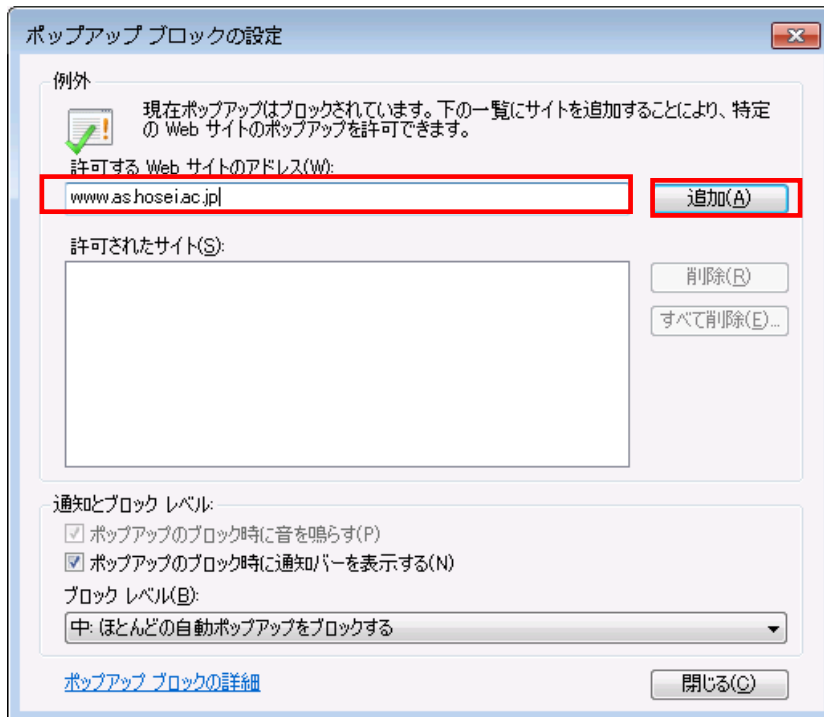 ポップアップ ブロックの設定
例外
現在ポップアップはブロックされています。下の一覧にサイトを追加することにより、特定
の Web サイトのポップアップを許可できます。
許可する Web サイトのアドレス(W):
www.as.hosei.ac.jp
追加(A)
許可されたサイト(S):
削除(R)
すべて削除(E)...
通知とブロック レベル:
ポップアップのブロック時に音を鳴らす(P)
ポップアップのブロック時に通知バーを表示する(N)
ブロック レベル(B):
中: ほとんどの自動ポップアップをブロックする
ポップアップ ブロックの詳細
閉じる(C)